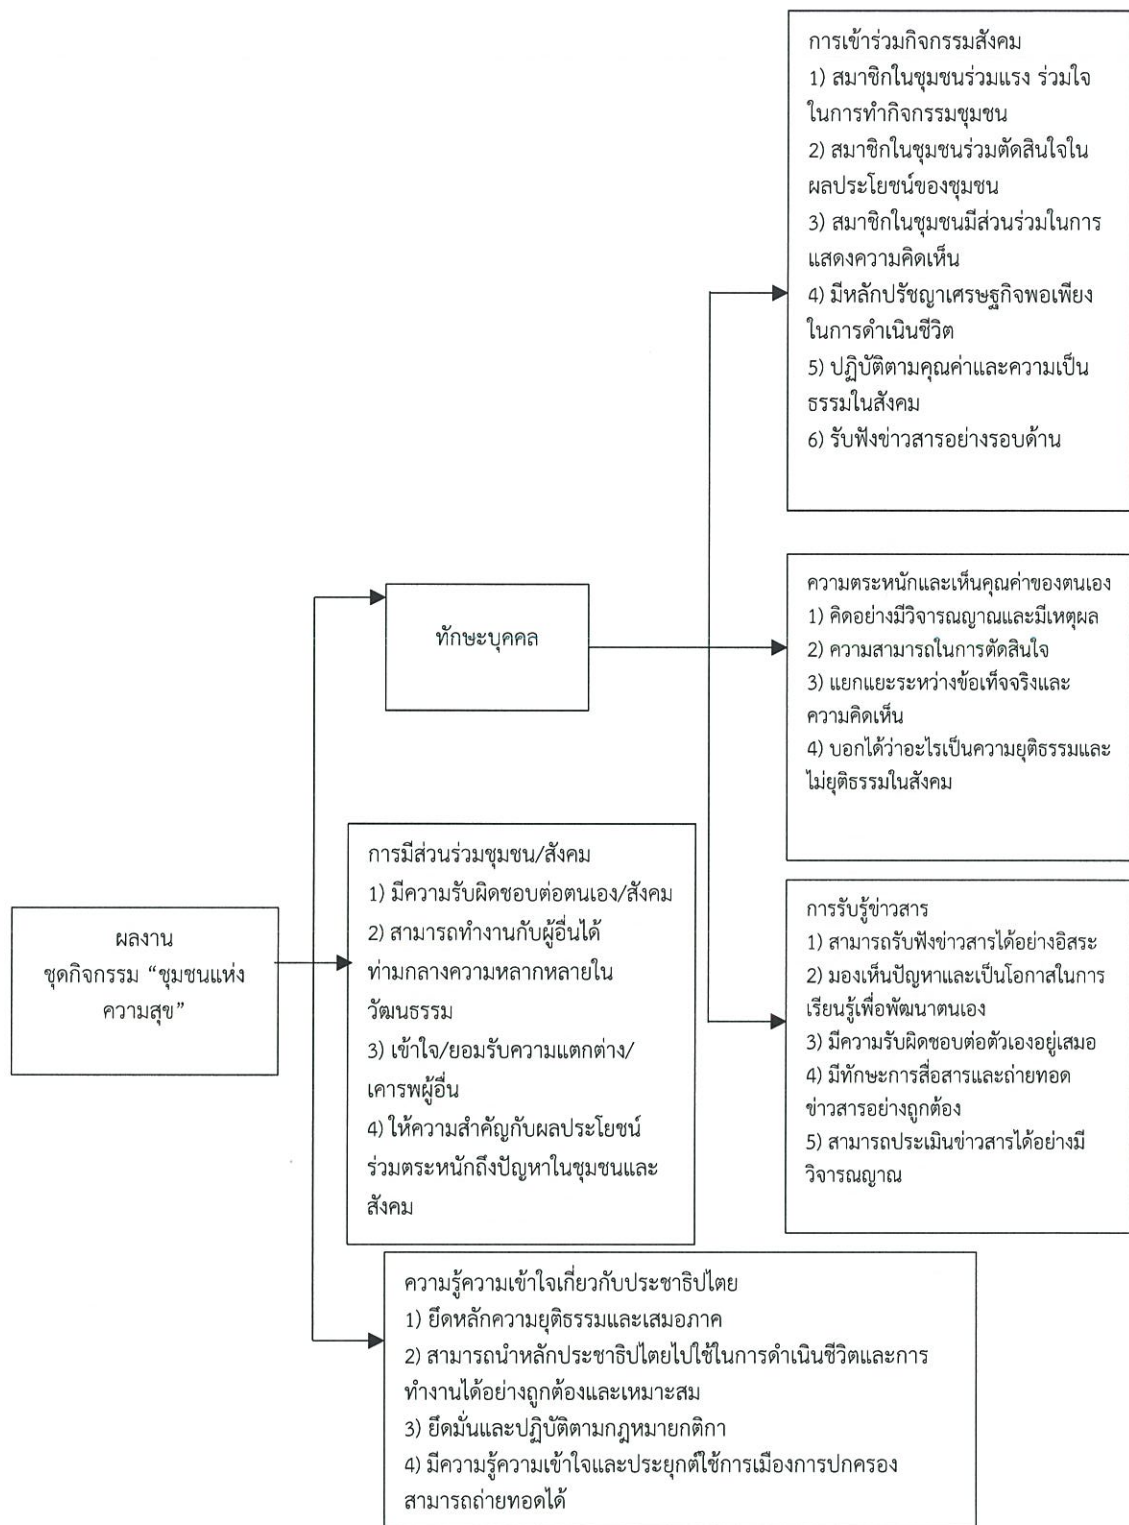 การเข้าร่วมกิจกรรมสังคม
1) สมาชิกในชุมชนร่วมแรง ร่วมใจ
ในการทำกิจกรรมชุมชน
2) สมาชิกในชุมชนร่วมตัดสินใจใน
ผลประโยชน์ของชุมชน
3) สมาชิกในชุมชนมีส่วนร่วมในการ
แสดงความคิดเห็น
4) มีหลักปรัชญาเศรษฐกิจพอเพียง
ในการดำเนินชีวิต
5) ปฏิบัติตามคุณค่าและความเป็น
ธรรมในสังคม
6) รับฟังข่าวสารอย่างรอบด้าน
ทักษะบุคคล
ความตระหนักและเห็นคุณค่าของตนเอง
1) คิดอย่างมีวิจารณญาณและมีเหตุผล
2) ความสามารถในการตัดสินใจ
3) แยกแยะระหว่างข้อเท็จจริงและ
ความคิดเห็น
4) บอกได้ว่าอะไรเป็นความยุติธรรมและ
ไม่ยุติธรรมในสังคม
ผลงาน
ชุดกิจกรรม “ชุมชนแห่ง
ความสุข”
การมีส่วนร่วมชุมชน/สังคม
1) มีความรับผิดชอบต่อตนเอง/สังคม
2) สามารถทำงานกับผู้อื่นได้
ท่ามกลางความหลากหลายใน
วัฒนธรรม
3) เข้าใจ/ยอมรับความแตกต่าง/
เคารพผู้อื่น
4) ให้ความสำคัญกับผลประโยชน์
ร่วมตระหนักถึงปัญหาในชุมชนและ
สังคม
การรับรู้ข่าวสาร
1) สามารถรับฟังข่าวสารได้อย่างอิสระ
2) มองเห็นปัญหาและเป็นโอกาสในการ
เรียนรู้เพื่อพัฒนาตนเอง
3) มีความรับผิดชอบต่อตัวเองอยู่เสมอ
4) มีทักษะการสื่อสารและถ่ายทอด
ข่าวสารอย่างถูกต้อง
5) สามารถประเมินข่าวสารได้อย่างมี
วิจารณญาณ
ความรู้ความเข้าใจเกี่ยวกับประชาธิปไตย
1) ยึดหลักความยุติธรรมและเสมอภาค
2) สามารถนำหลักประชาธิปไตยไปใช้ในการดำเนินชีวิตและการ
ทำงานได้อย่างถูกต้องและเหมาะสม
3) ยึดมั่นและปฏิบัติตามกฎหมายกติกา
4) มีความรู้ความเข้าใจและประยุกต์ใช้การเมืองการปกครอง
สามารถถ่ายทอดได้